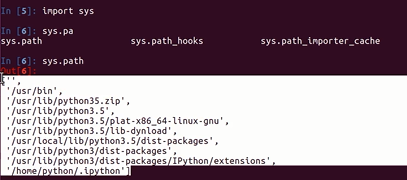 In [5]: import sys
In [6]: sys.pa
sys.path sys.path_hooks sys.path_importer_cache
In [6]: sys.path
Out[6]:
['',
'/usr/bin',
'/usr/lib/python35.zip',
'/usr/lib/python3.5',
'/usr/lib/python3.5/plat-x86_64-linux-gnu',
'/usr/lib/python3.5/lib-dynload',
'/usr/local/lib/python3.5/dist-packages',
'/usr/lib/python3/dist-packages',
'/usr/lib/python3/dist-packages/IPython/extensions',
'/home/python/.ipython']